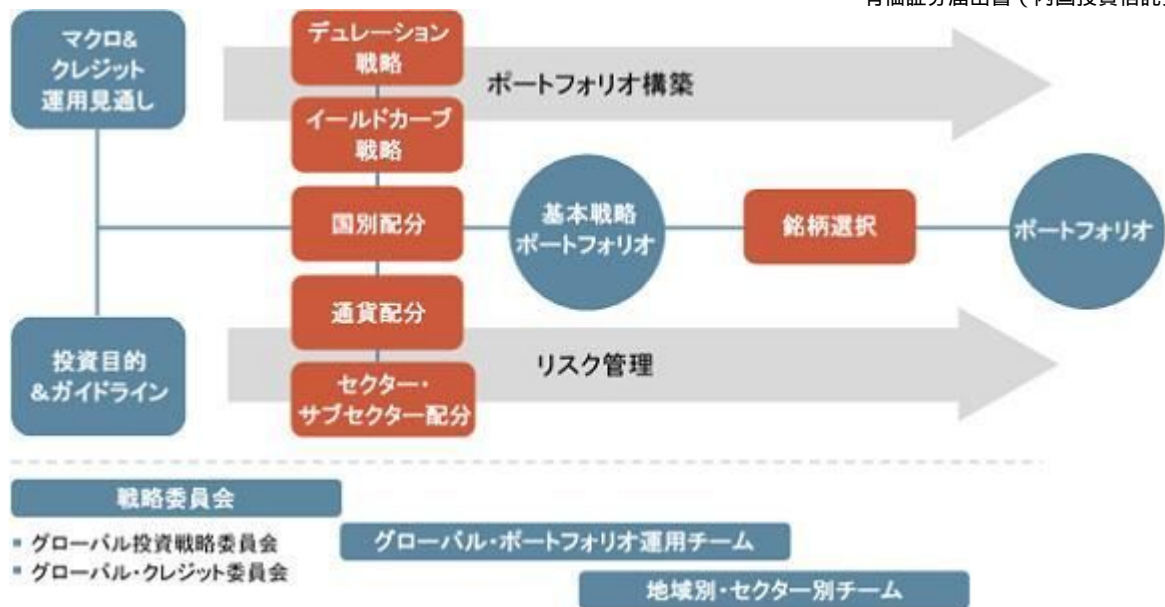 マクロ&
クレジット
運用見通し
デュレーション
戦略
ポートフォリオ構築
イールドカーブ
戦略
国別配分
基本戦略
ポートフォリオ
銘柄選択
ポートフォリオ
通貨配分
投資目的
&ガイドライン
リスク管理
セクター・
サブセクター配分
戦略委員会
▪ グローバル投資戦略委員会
▪ グローバル・クレジット委員会
グローバル・ポートフォリオ運用チーム
地域別・セクター別チーム